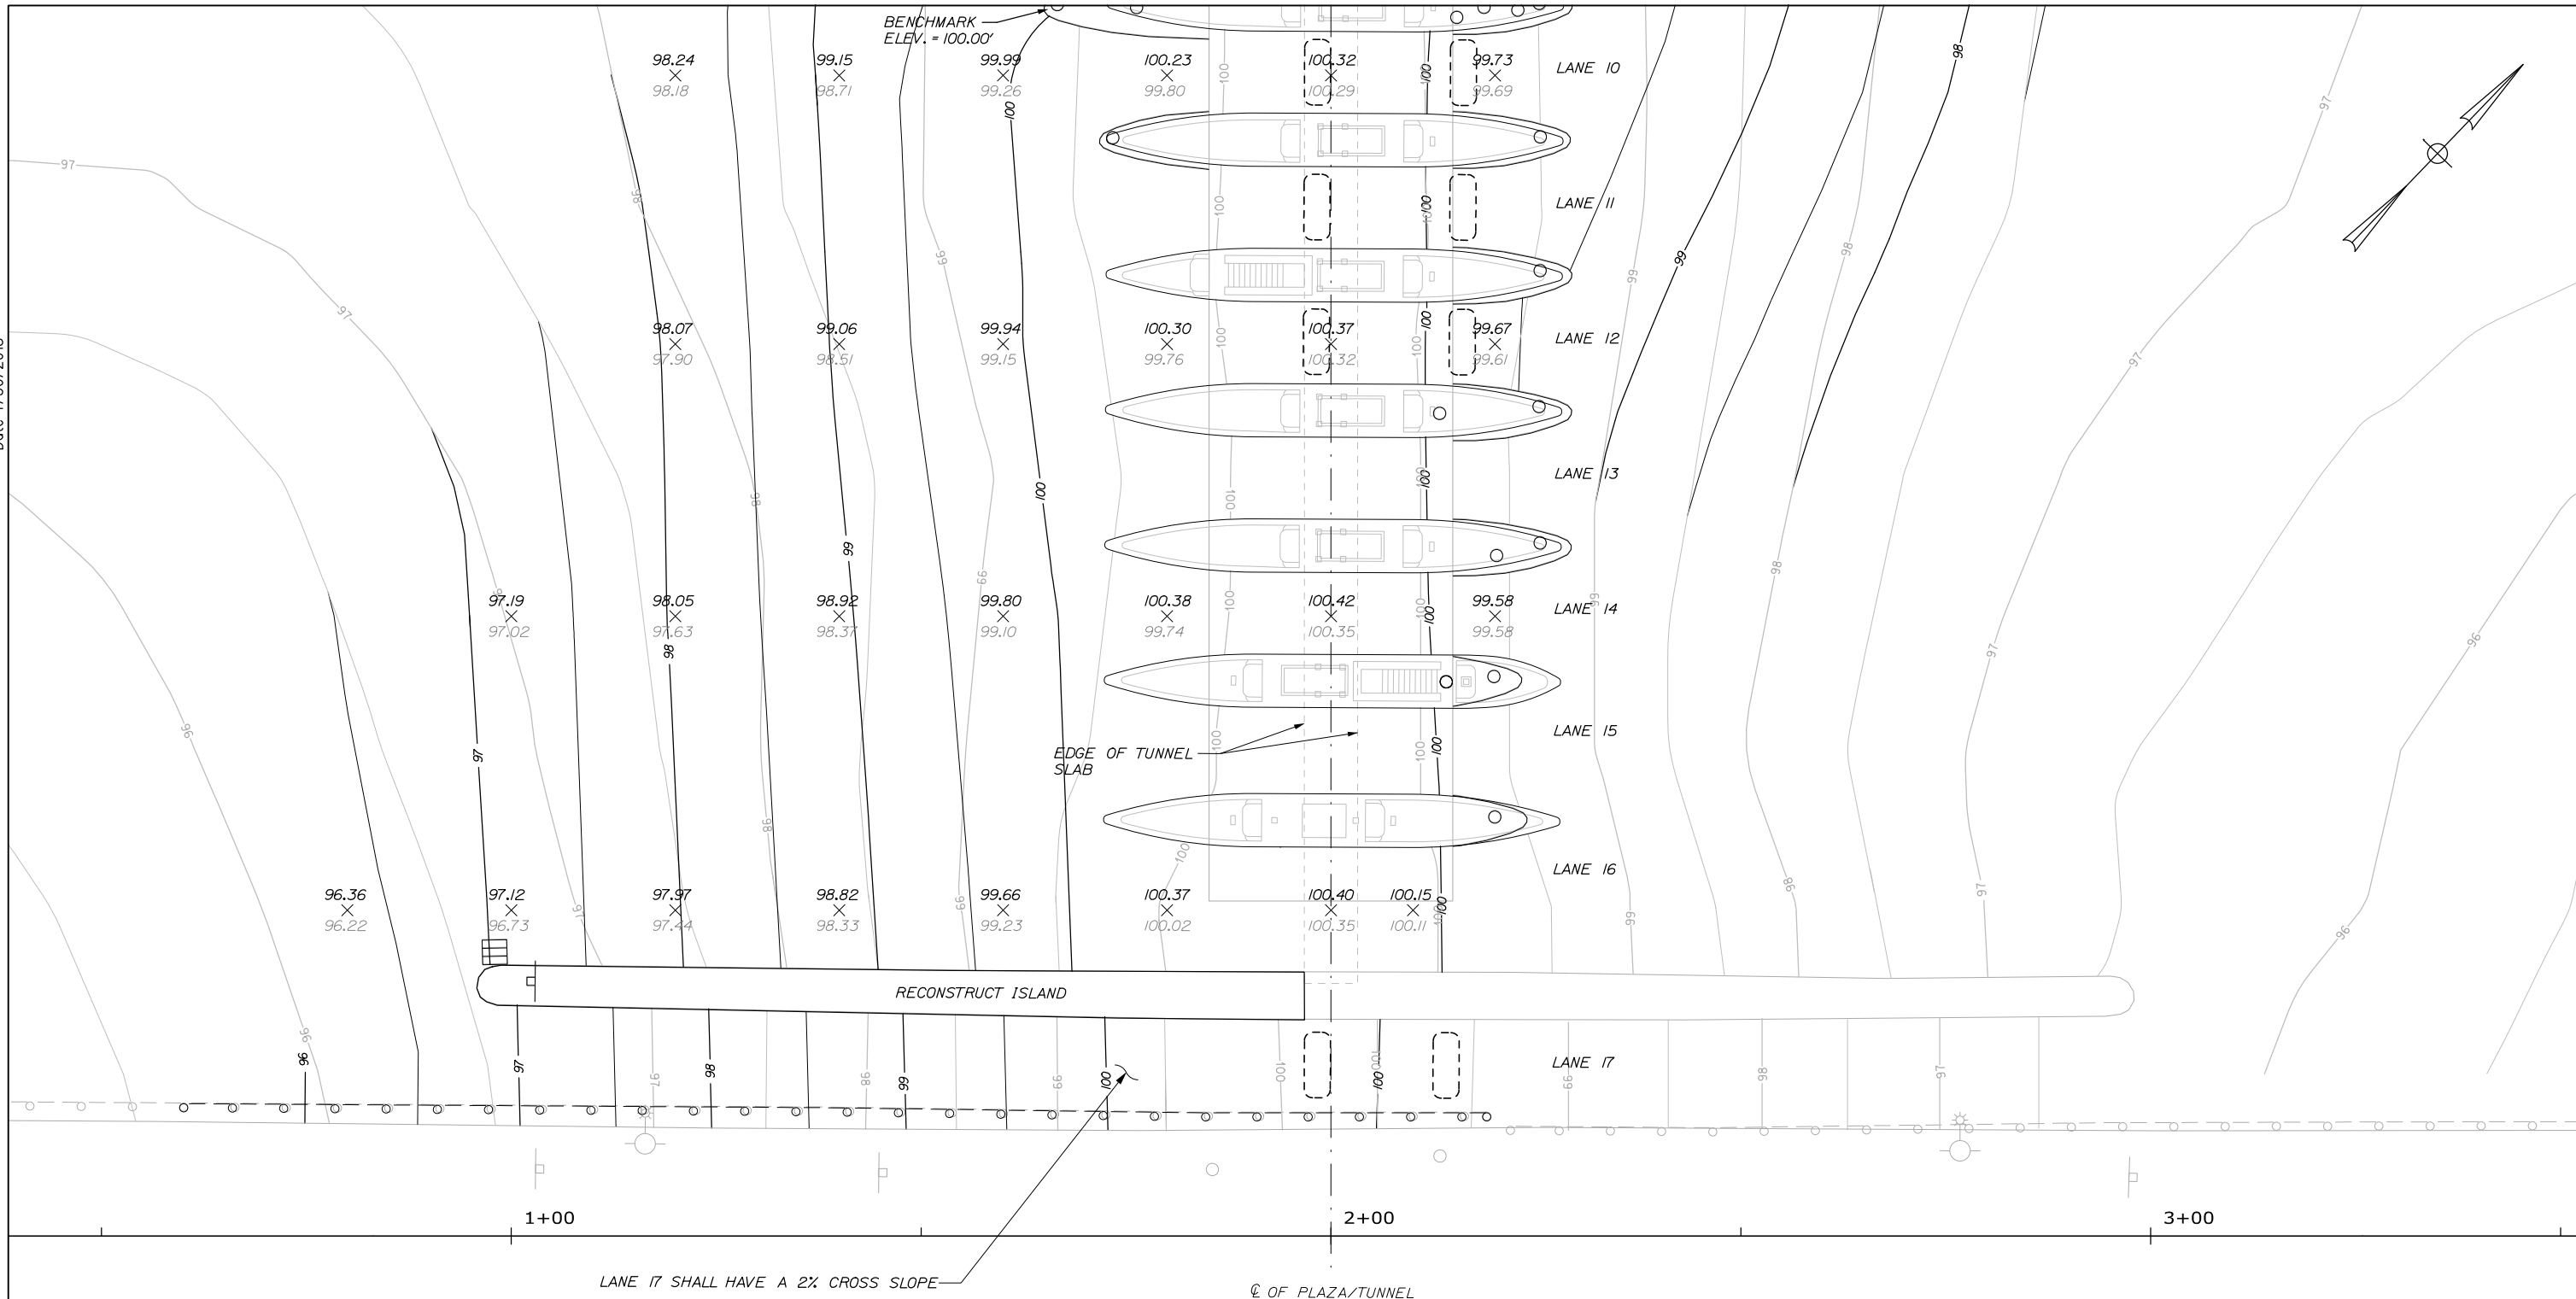 BENCHMARK
ELEV. = 100.00'
98.24 99.15 99.99 100.23 100.32 99.73 LANE 10
98.18 98.71 99.26 99.80 100.29 99.69
LANE 11
98.07 99.06 99.94 100.30 100.37 99.67 LANE 12
97.90 98.51 99.15 99.76 100.32 99.61
LANE 13
97.19 98.05 98.92 99.80 100.38 100.42 99.58 LANE 14
97.02 97.63 98.37 99.10 99.74 100.35 99.58
LANE 15
EDGE OF TUNNEL
SLAB
LANE 16
96.36 97.12 97.97 98.82 99.66 100.37 100.40 100.15
96.22 96.73 97.44 98.33 99.23 100.02 100.35 100.11
RECONSTRUCT ISLAND
LANE 17
96 97 98 99 100 100
1+00 2+00 3+00
LANE 17 SHALL HAVE A 2% CROSS SLOPE
℄ OF PLAZA/TUNNEL